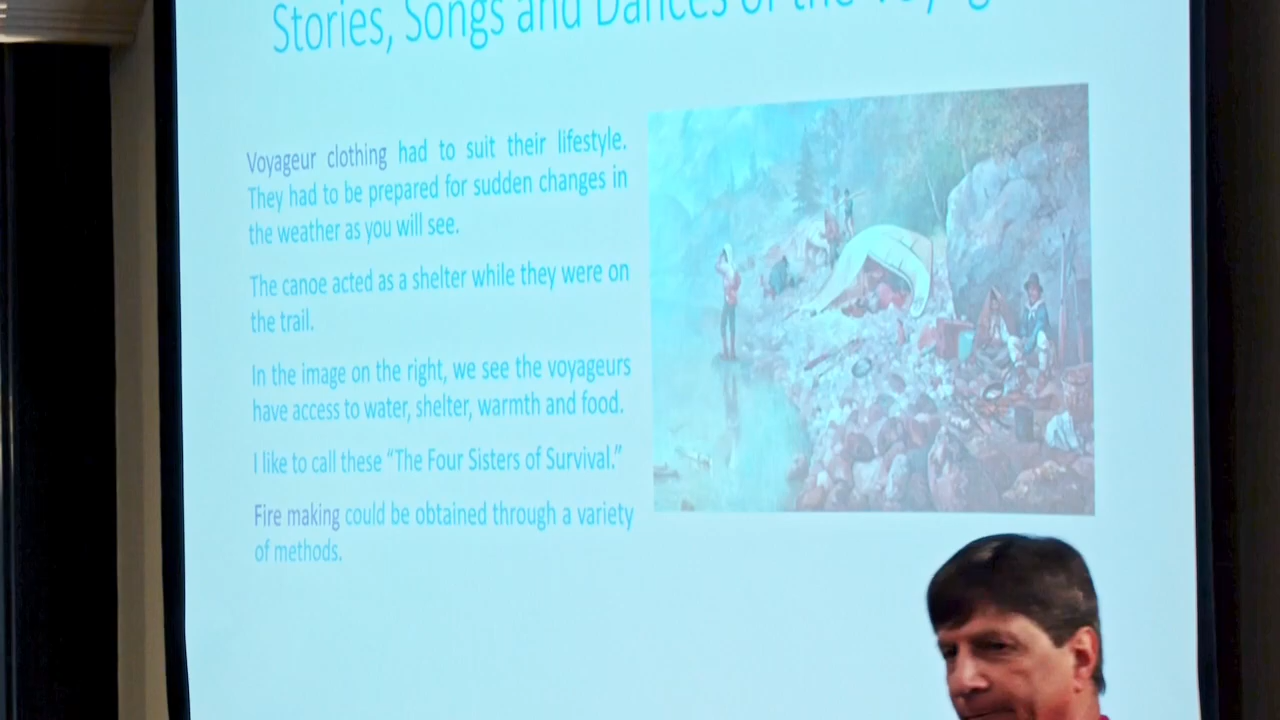 Stories, Songs and Dances of the Voyag
Voyageur clothing had to suit their lifestyle.
They had to be prepared for sudden changes in
the weather as you will see.
The canoe acted as a shelter while they were on
the trail.
In the image on the right, we see the voyageurs
have access to water, shelter, warmth and food.
I like to call these “The Four Sisters of Survival.”
Fire making could be obtained through a variety
of methods.